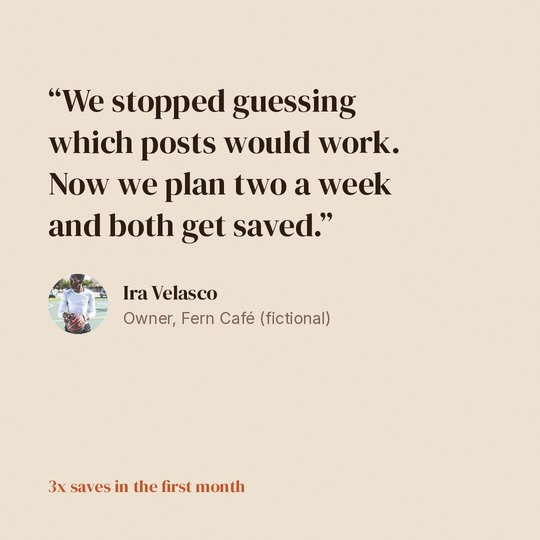 “We stopped guessing
which posts would work.
Now we plan two a week
and both get saved.”
Ira Velasco
Owner, Fern Café (fictional)
3x saves in the first month